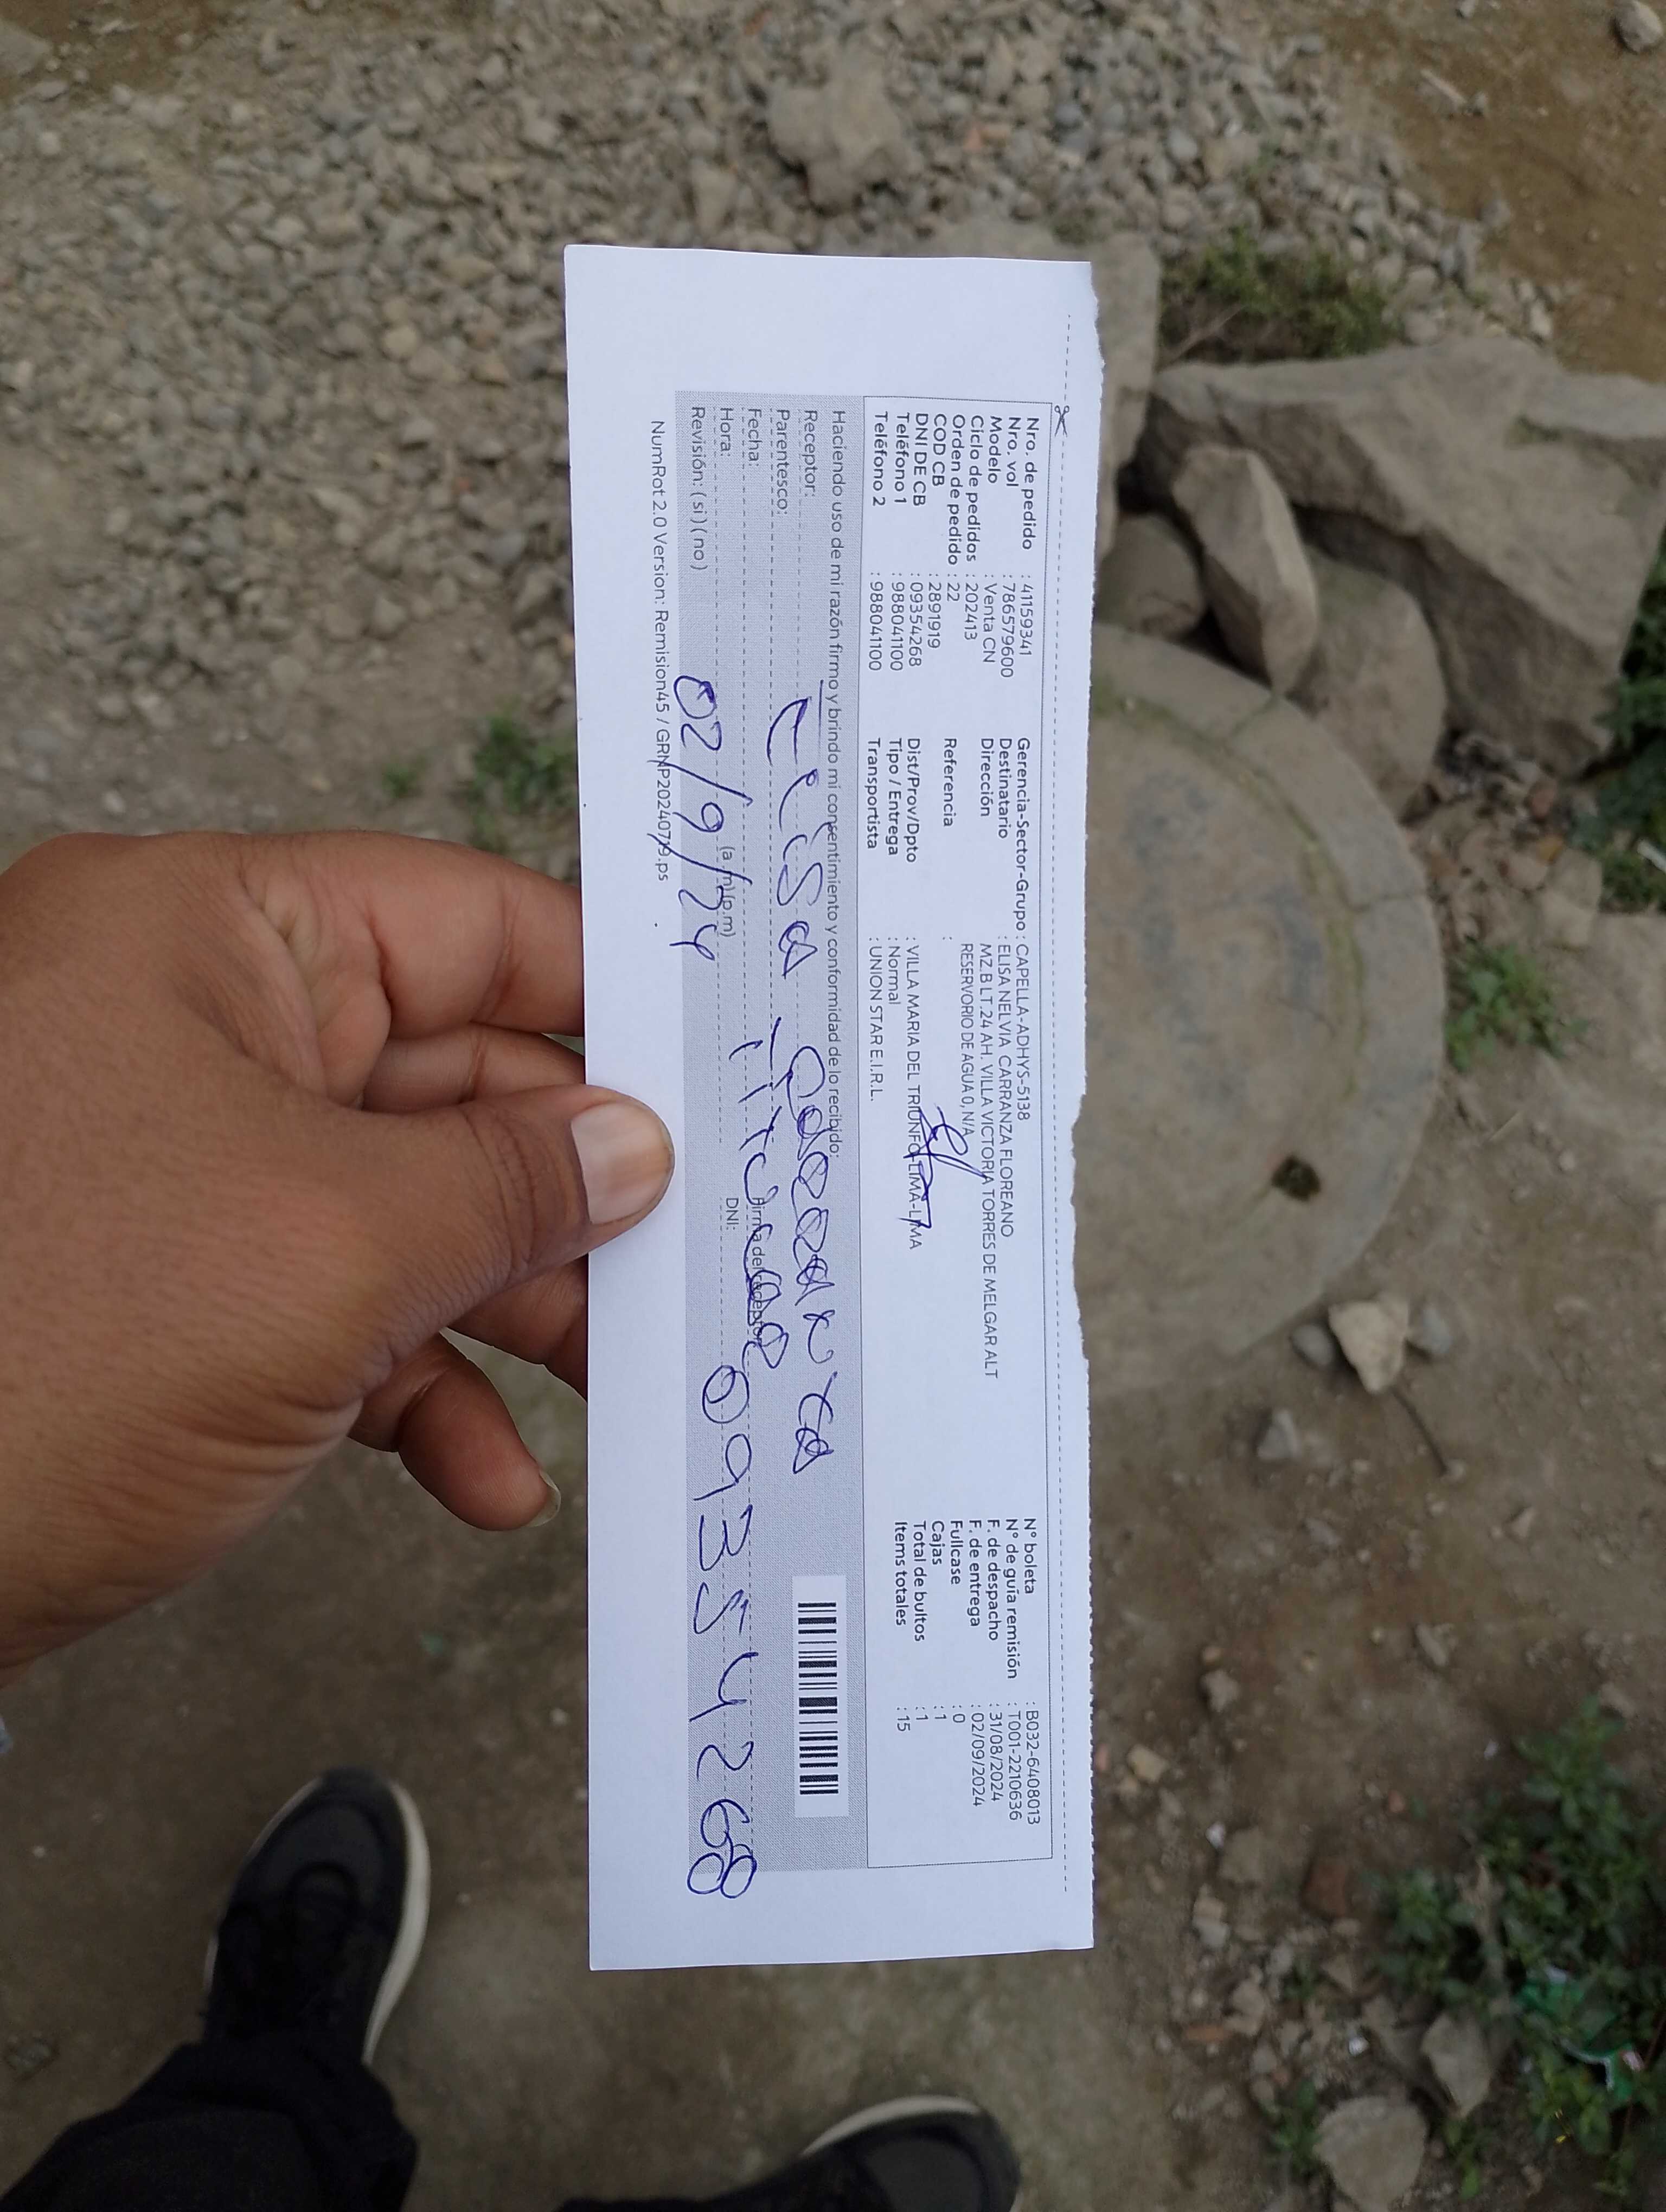 Nro. de pedido : 41159341
Nro. vol : 786579600
Modelo : Venta CN
Ciclo de pedidos : 202413
Orden de pedido : 22
COD CB : 2891919
DNI DE CB : 09354268
Teléfono 1 : 988041100
Teléfono 2 : 988041100
Gerencia-Sector-Grupo : CAPELLA-ADHYS-5138
Destinatario : ELISA NELVIA CARRANZA FLOREANO
Dirección MZ.B LT.24 AH. VILLA VICTORIA TORRES DE MELGAR ALT
RESERVORIO DE AGUA 0, N/A
Referencia :
Dist/Prov/Dpto : VILLA MARIA DEL TRIUNFO-LIMA-LIMA
Tipo / Entrega : Normal
Transportista : UNION STAR E.I.R.L.
N° boleta : B032-6408013
N° de guía remisión : T001-2210636
F. de despacho : 31/08/2024
F. de entrega : 02/09/2024
Fullcase : 0
Cajas : 1
Total de bultos : 1
Items totales : 15
Haciendo uso de mi razón firmo y brindo mi consentimiento y conformidad de lo recibido:
Receptor:
Parentesco: Titular
Fecha: Firma del receptor
Hora: (a.m) (p.m) DNI: 09354268
Revisión: ( si ) ( no ) 02/9/24
NumRot 2.0 Version: Remision45 / GRNP20240719.ps